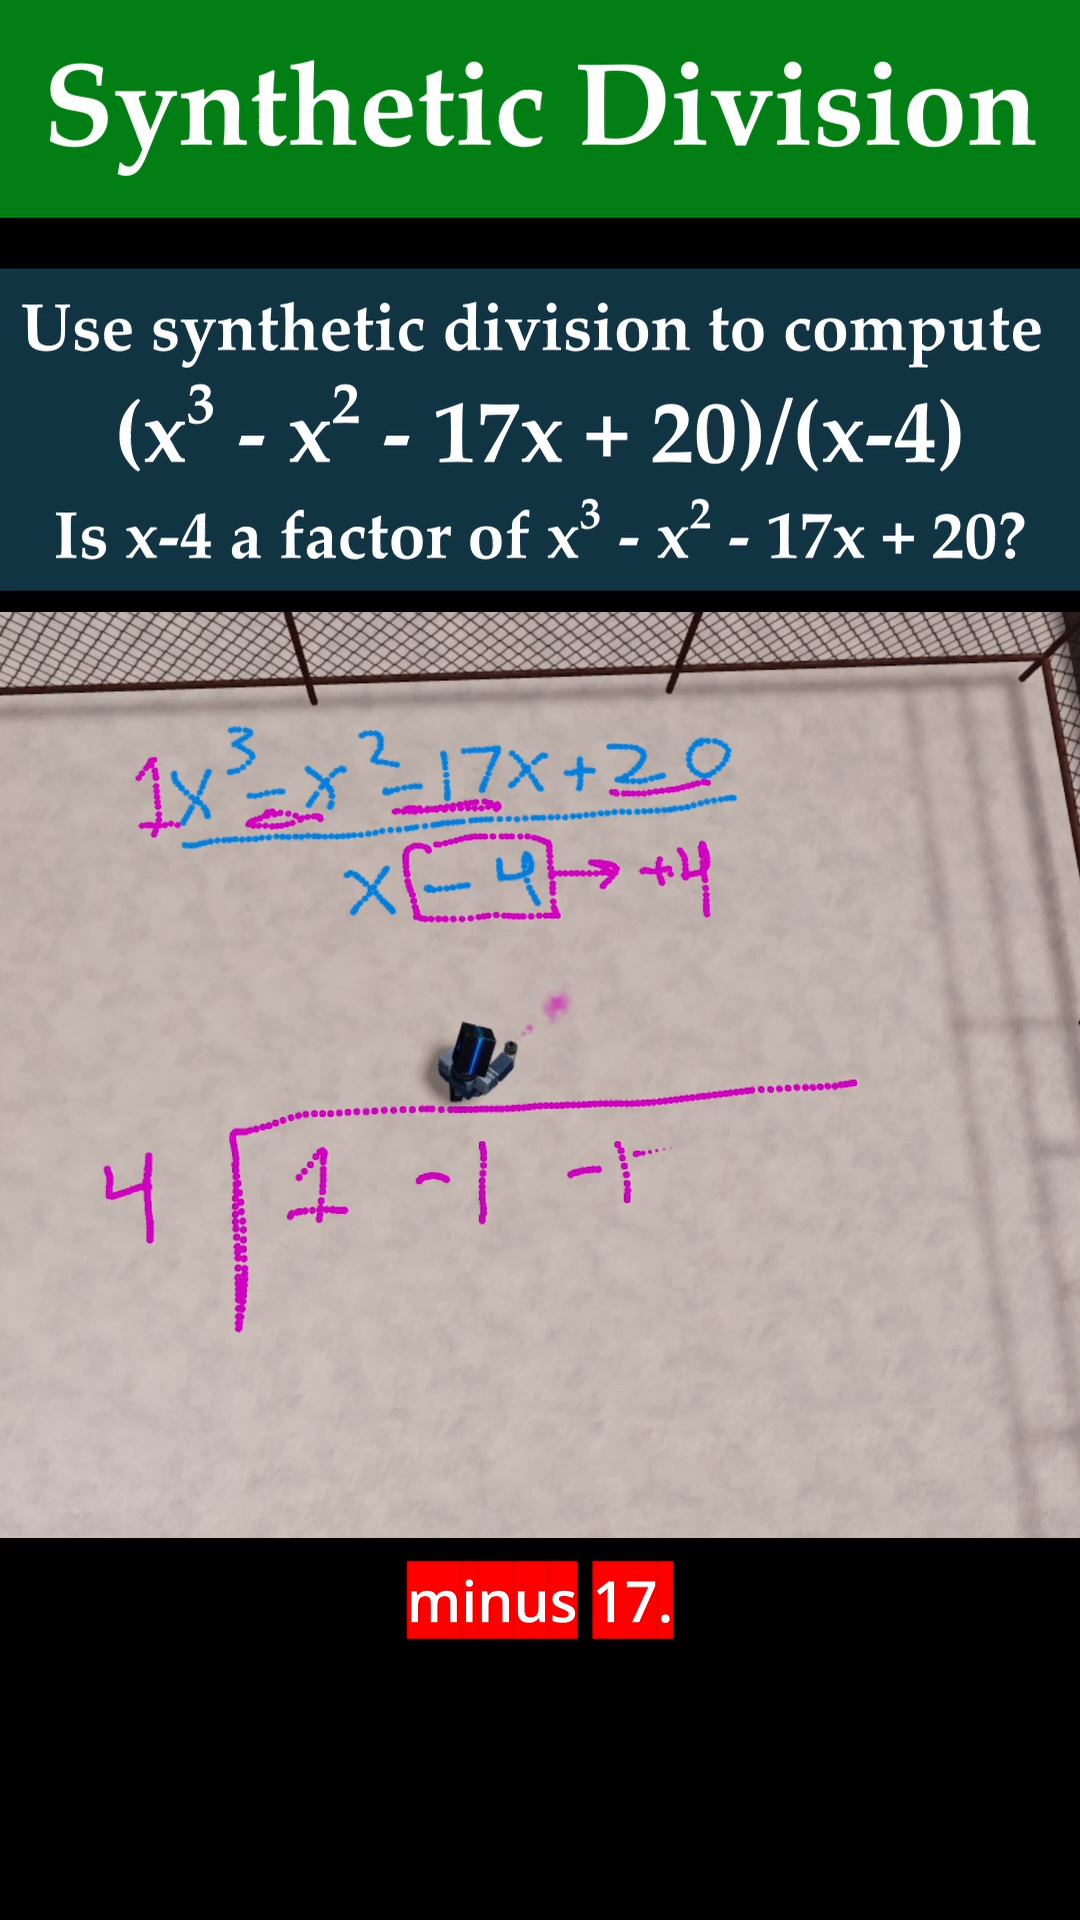 Synthetic Division
Use synthetic division to compute
(x³ - x² - 17x + 20)/(x-4)
Is x-4 a factor of x³ - x² - 17x + 20?
1x³ - x² - 17x + 20
x - 4 → +4
4 1 -1 -1
minus 17.